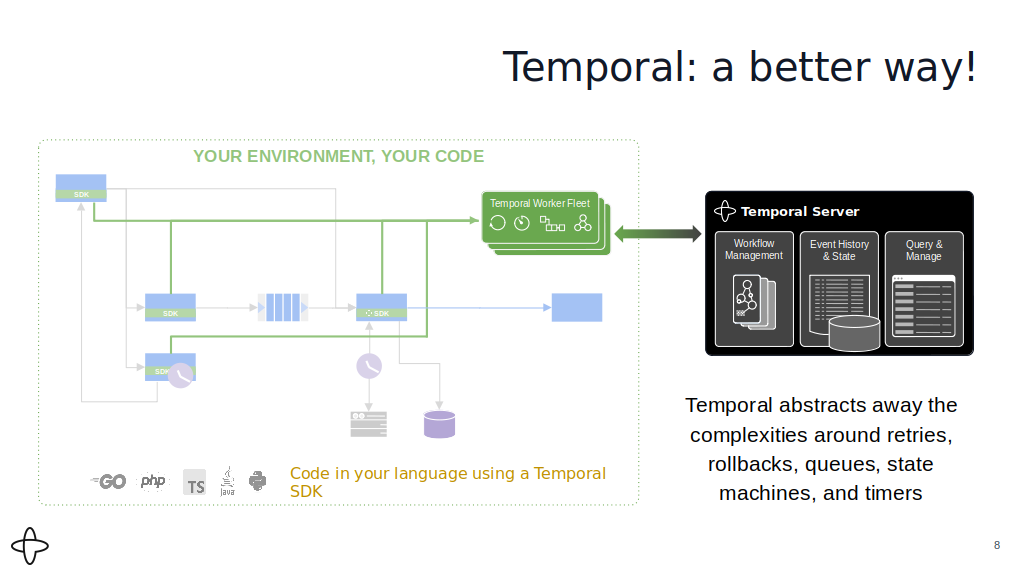 Temporal: a better way!
YOUR ENVIRONMENT, YOUR CODE
SDK
Temporal Worker Fleet
Temporal Server
Workflow
Management
Event History
& State
Query &
Manage
SDK
SDK
SDK
Temporal abstracts away the
complexities around retries,
rollbacks, queues, state
machines, and timers
GO
php
TS
java
Code in your language using a Temporal
SDK
8